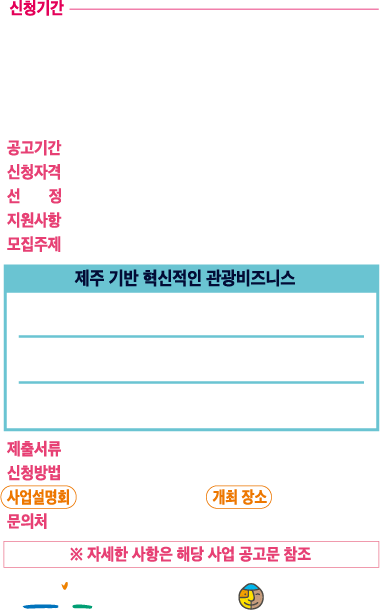 신청기간
공고기간
신청자격
선 정
지원사항
모집주제
제주 기반 혁신적인 관광비즈니스
제출서류
신청방법
사업설명회 개최 장소
문의처
※ 자세한 사항은 해당 사업 공고문 참조